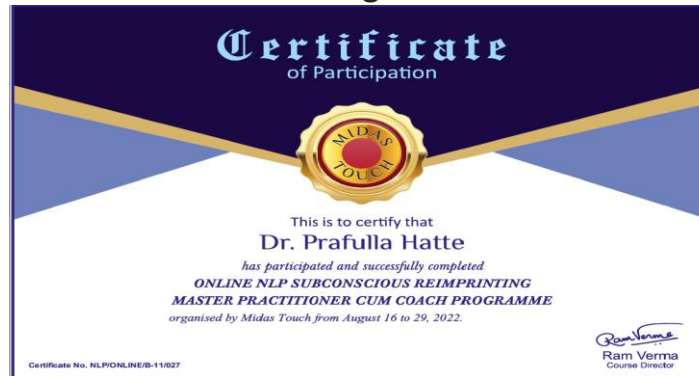 Certificate
of Participation
MIDAS
TOUCH
This is to certify that
Dr. Prafulla Hatte
has participated and successfully completed
ONLINE NLP SUBCONSCIOUS REIMPRINTING
MASTER PRACTITIONER CUM COACH PROGRAMME
organised by Midas Touch from August 16 to 29, 2022.
Ram Verma
Ram Verma
Course Director
Certificate No. NLP/ONLINE/B-11/027